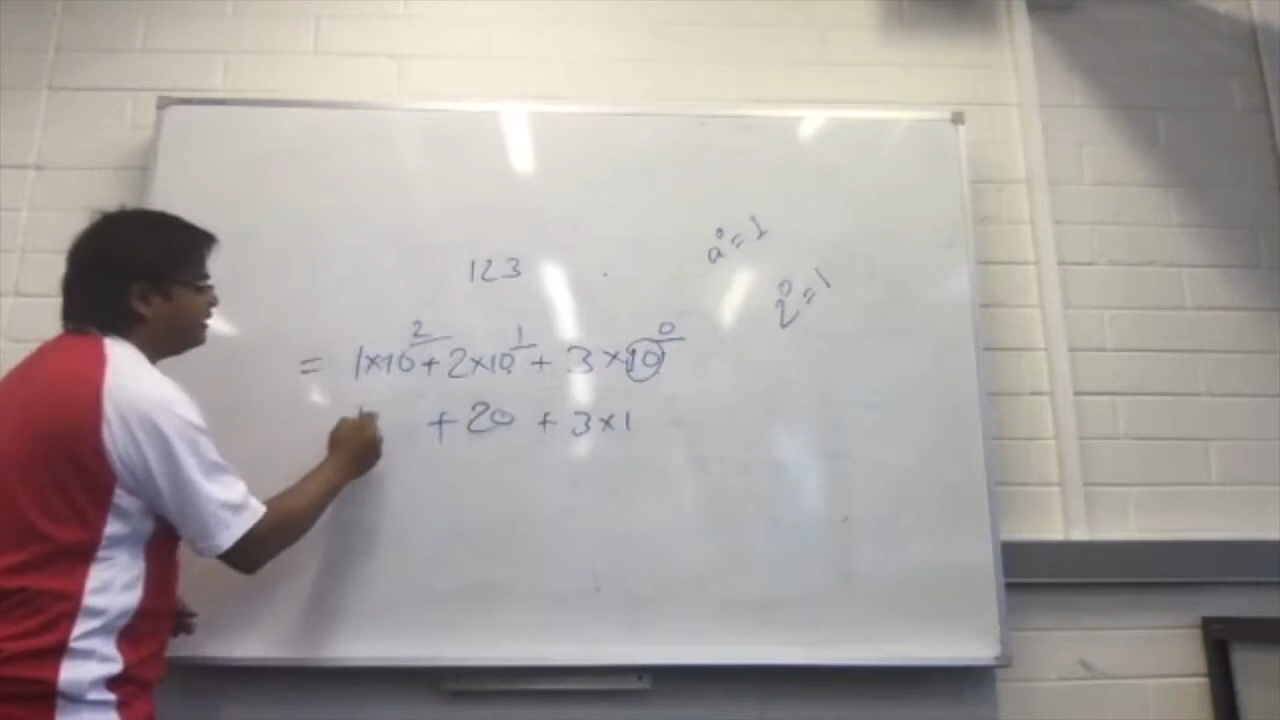 123
a⁰ = 1
2⁰ = 1
= 1×10² + 2×10¹ + 3×10⁰
+ 20 + 3×1